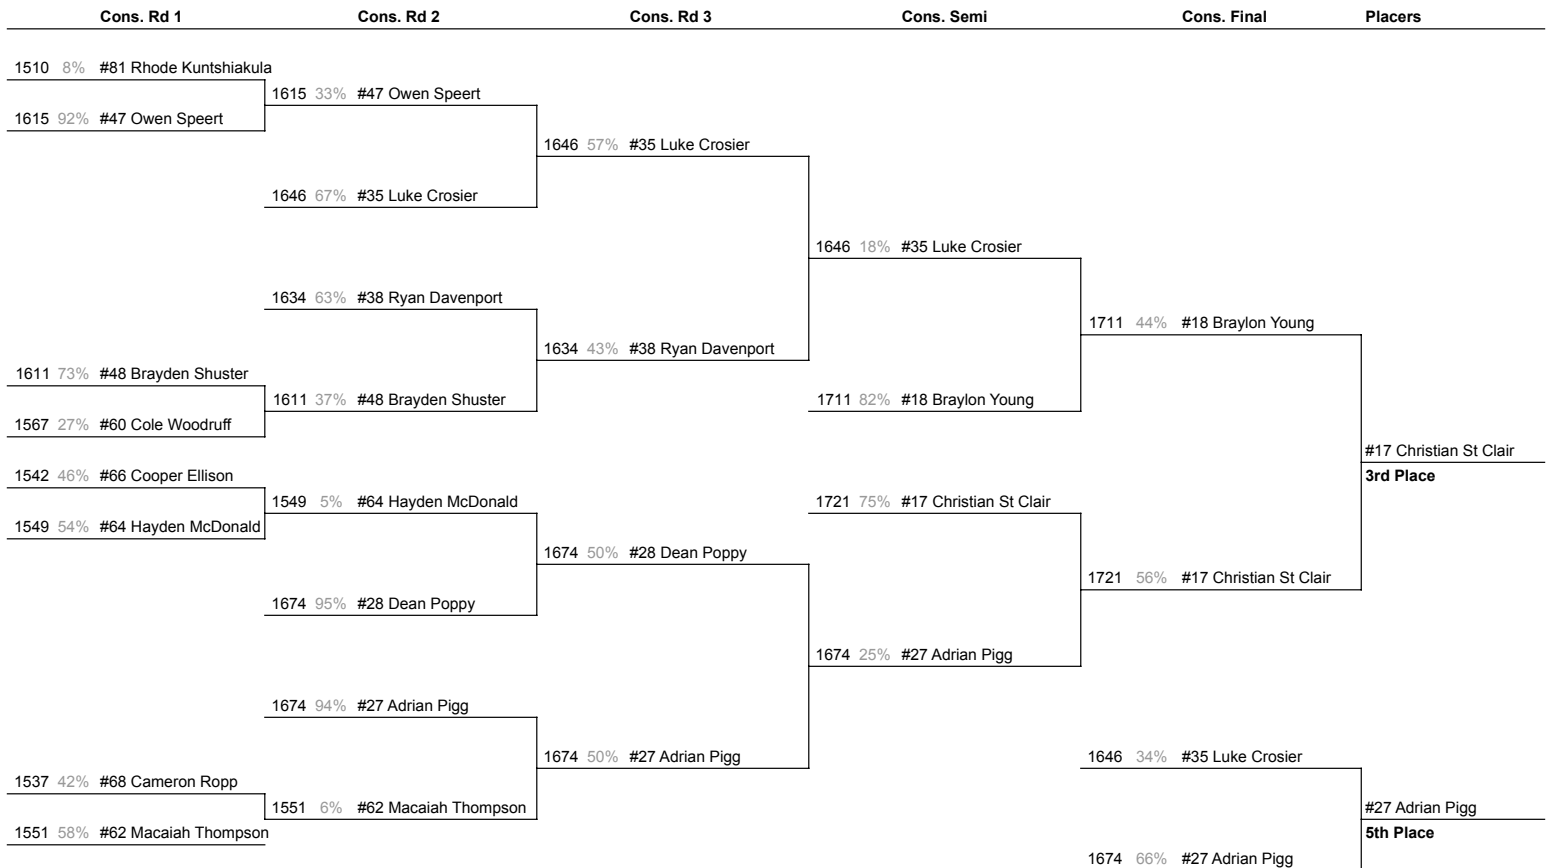 Cons. Rd 1 Cons. Rd 2 Cons. Rd 3 Cons. Semi Cons. Final Placers
1510 8% #81 Rhode Kuntshiakula
1615 33% #47 Owen Speert
1615 92% #47 Owen Speert
1646 57% #35 Luke Crosier
1646 67% #35 Luke Crosier
1646 18% #35 Luke Crosier
1634 63% #38 Ryan Davenport
1711 44% #18 Braylon Young
1634 43% #38 Ryan Davenport
1611 73% #48 Brayden Shuster
1611 37% #48 Brayden Shuster 1711 82% #18 Braylon Young
1567 27% #60 Cole Woodruff
#17 Christian St Clair
1542 46% #66 Cooper Ellison 3rd Place
1549 5% #64 Hayden McDonald 1721 75% #17 Christian St Clair
1549 54% #64 Hayden McDonald
1674 50% #28 Dean Poppy
1721 56% #17 Christian St Clair
1674 95% #28 Dean Poppy
1674 25% #27 Adrian Pigg
1674 94% #27 Adrian Pigg
1674 50% #27 Adrian Pigg 1646 34% #35 Luke Crosier
1537 42% #68 Cameron Ropp
1551 6% #62 Macaiah Thompson #27 Adrian Pigg
1551 58% #62 Macaiah Thompson 5th Place
1674 66% #27 Adrian Pigg